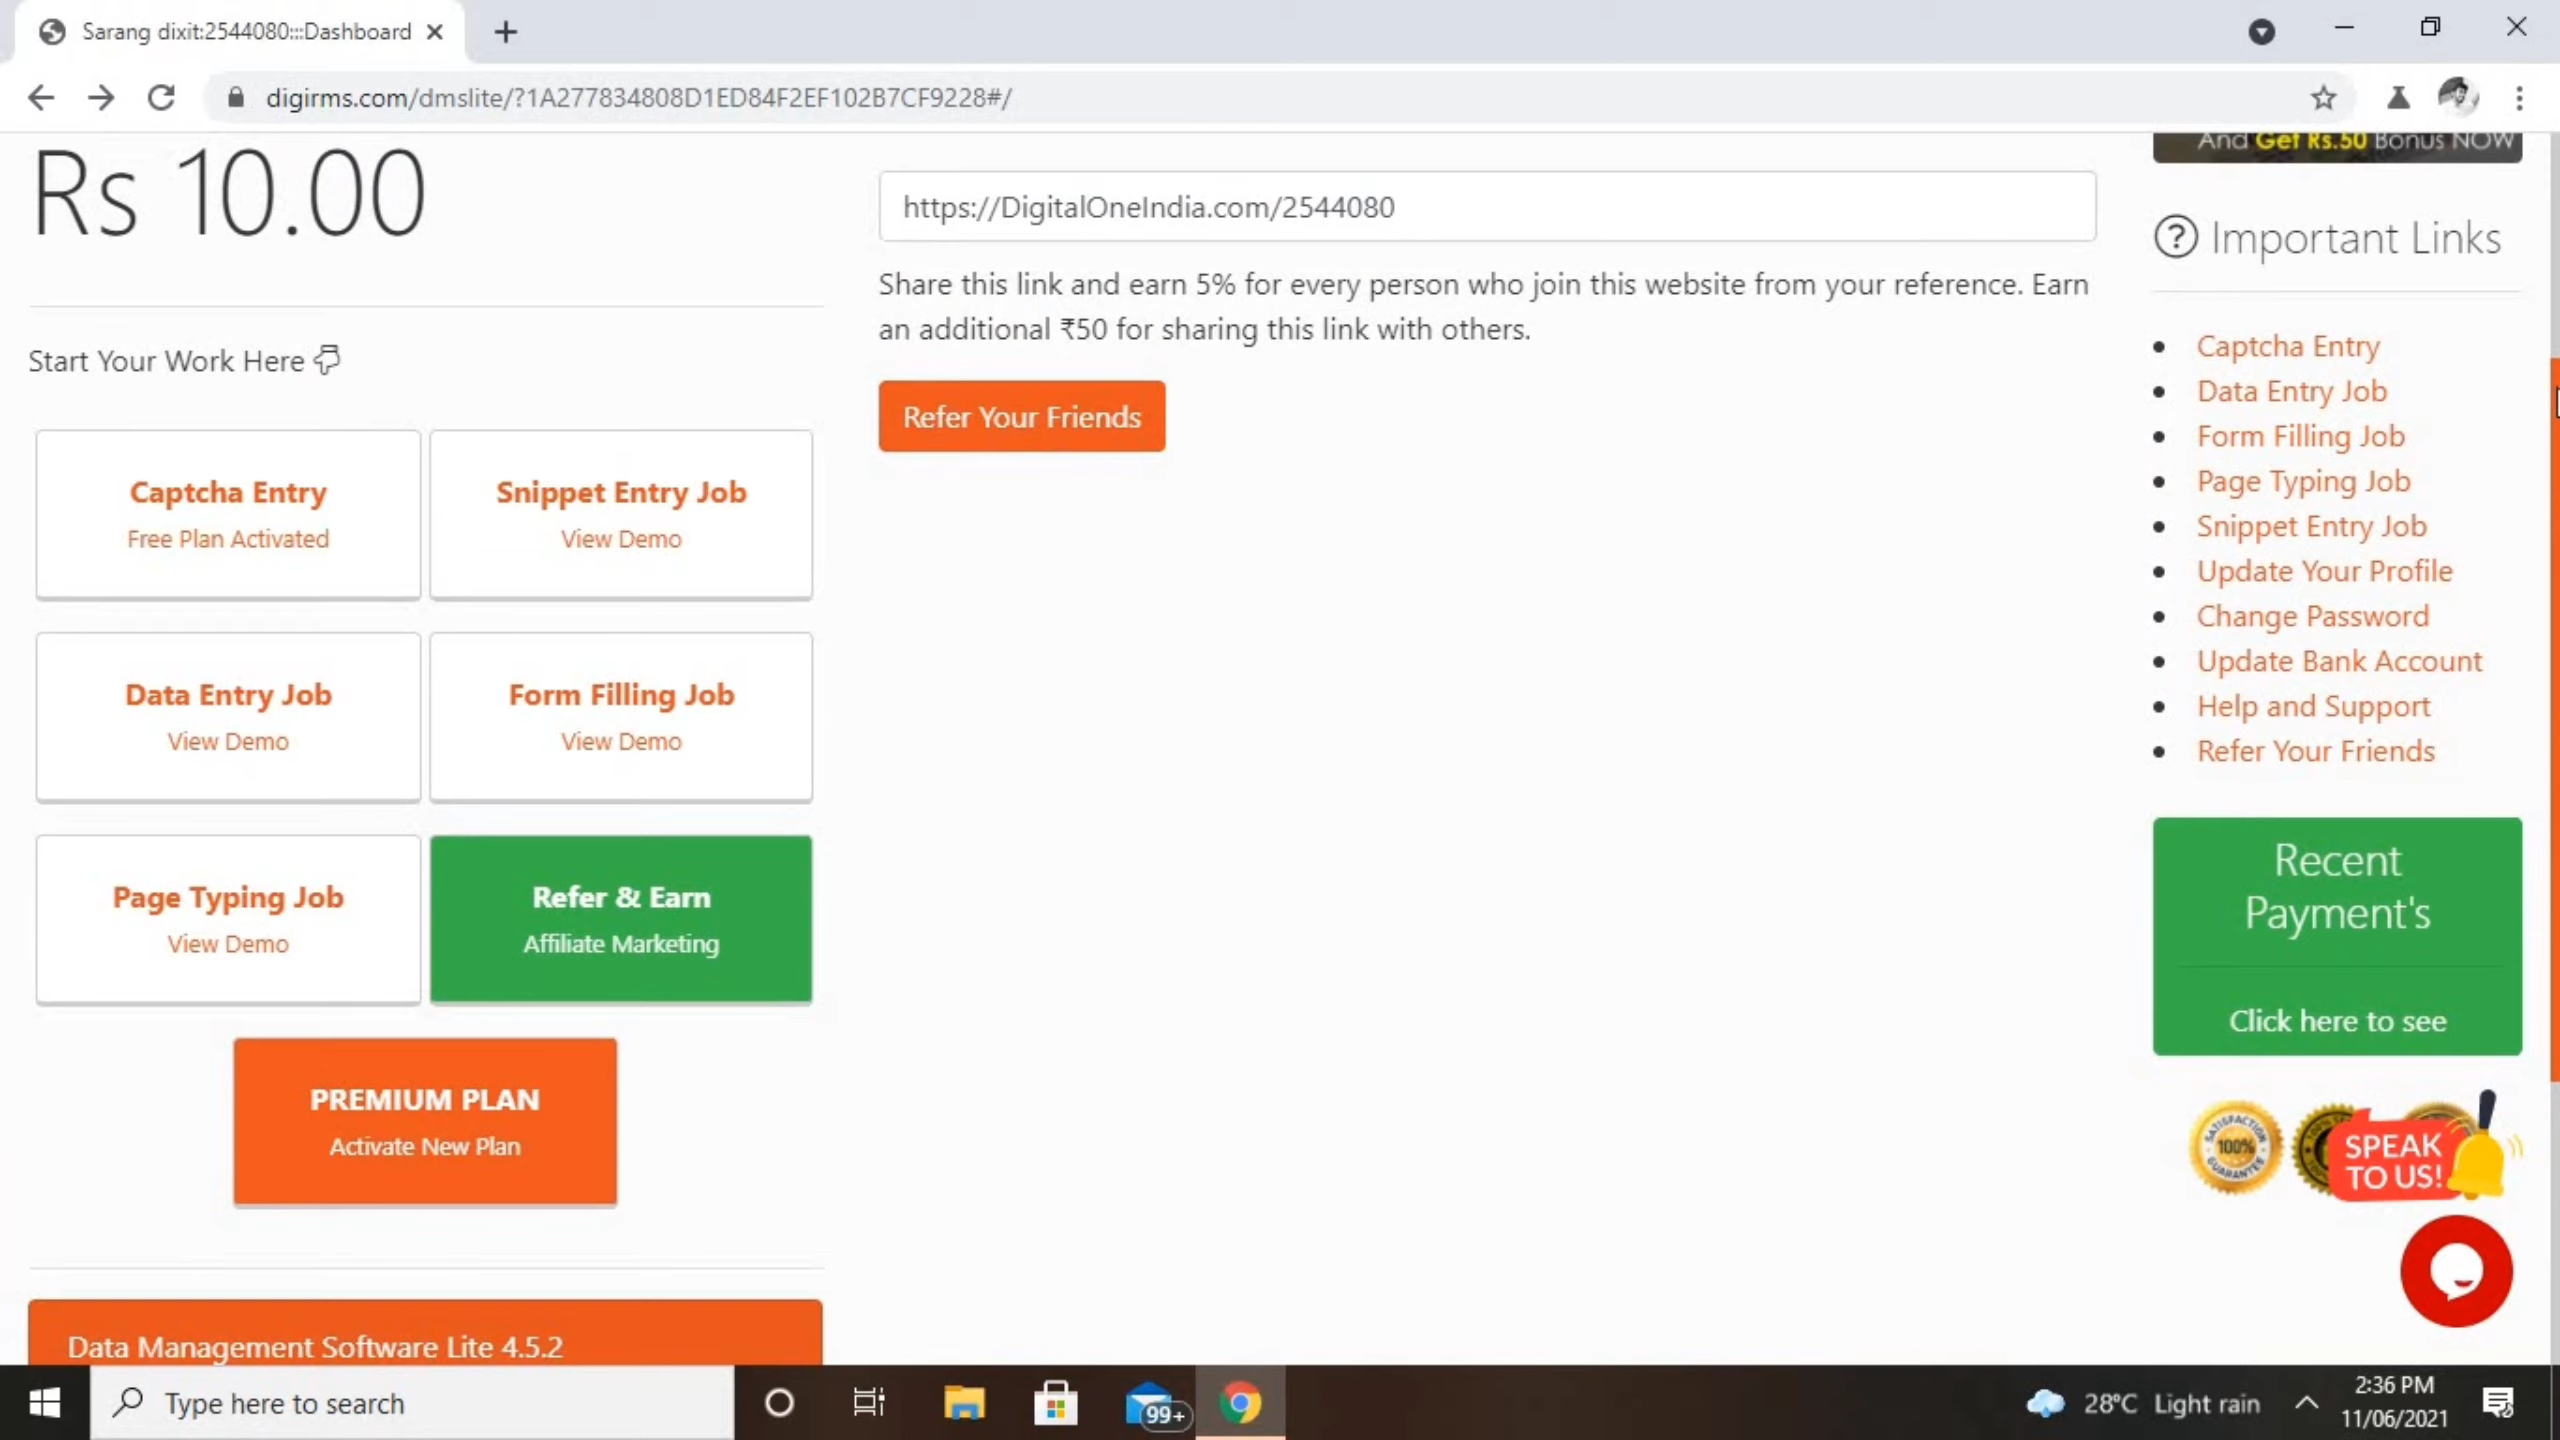 Sarang dixit:2544080:::Dashboard
digirms.com/dmslite/?1A277834808D1ED84F2EF102B7CF9228#/
Rs 10.00
Start Your Work Here
Captcha Entry
Free Plan Activated
Snippet Entry Job
View Demo
Data Entry Job
View Demo
Form Filling Job
View Demo
Page Typing Job
View Demo
Refer & Earn
Affiliate Marketing
PREMIUM PLAN
Activate New Plan
Data Management Software Lite 4.5.2
https://DigitalOneIndia.com/2544080
Share this link and earn 5% for every person who join this website from your reference. Earn
an additional ₹50 for sharing this link with others.
Refer Your Friends
And Get Rs.50 Bonus NOW
Important Links
Captcha Entry
Data Entry Job
Form Filling Job
Page Typing Job
Snippet Entry Job
Update Your Profile
Change Password
Update Bank Account
Help and Support
Refer Your Friends
Recent
Payment's
Click here to see
SATISFACTION
100%
GUARANTEE
SPEAK
TO US!
Type here to search
99+
28°C Light rain
2:36 PM
11/06/2021